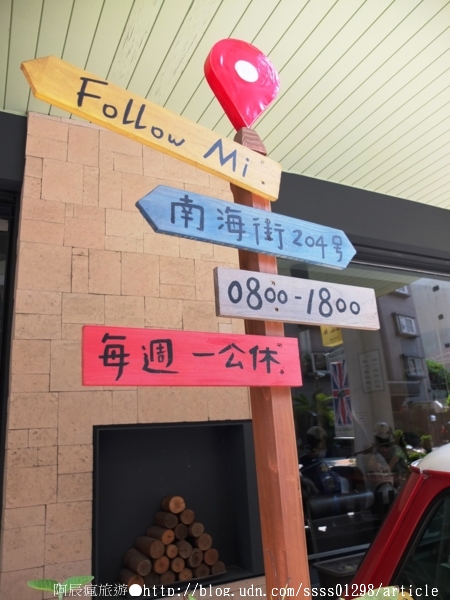 Follow Mi
南海街204号
0800-1800
每週一公休
阿辰瘋旅遊●http://blog.udn.com/ssss01298/article